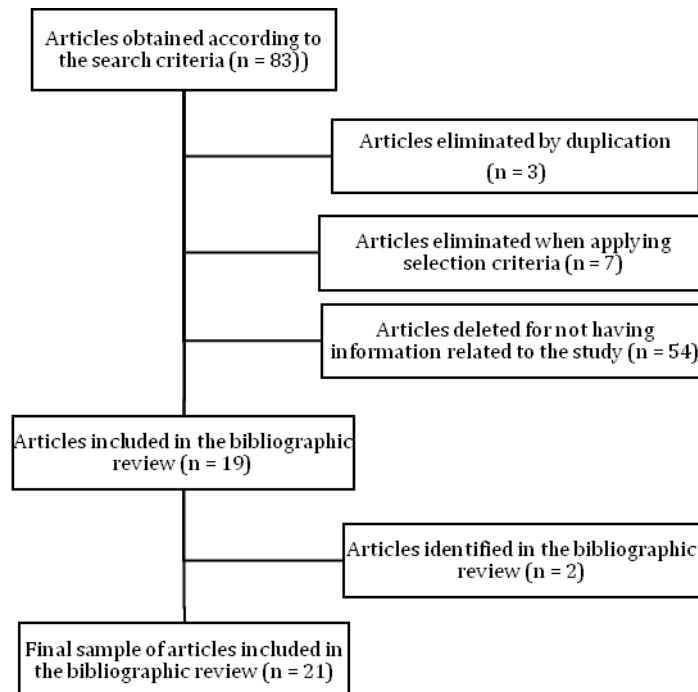 Articles obtained according to
the search criteria (n = 83))
Articles eliminated by duplication
(n = 3)
Articles eliminated when applying
selection criteria (n = 7)
Articles deleted for not having
information related to the study (n = 54)
Articles included in the bibliographic
review (n = 19)
Articles identified in the bibliographic
review (n = 2)
Final sample of articles included in
the bibliographic review (n = 21)